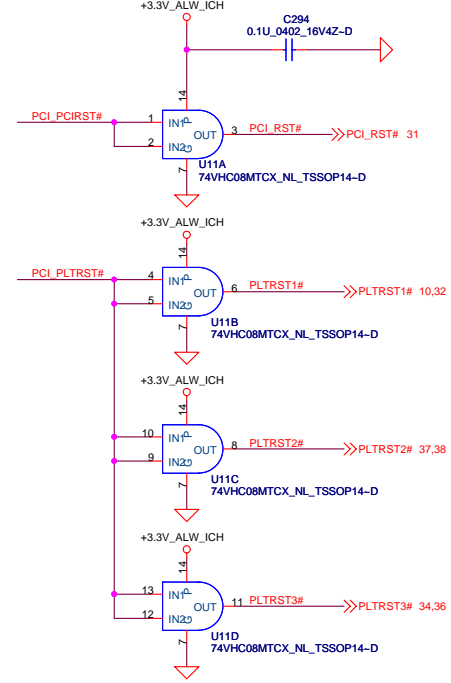 +3.3V_ALW_ICH
C294
0.1U_0402_16V4Z~D
14
PCI_PCIRST#
1
IN1
P
OUT
3
PCI_RST#
PCI_RST# 31
2
IN2
G
U11A
7
74VHC08MTCX_NL_TSSOP14~D
+3.3V_ALW_ICH
14
PCI_PLTRST#
4
IN1
P
OUT
6
PLTRST1#
PLTRST1# 10,32
5
IN2
G
7
U11B
74VHC08MTCX_NL_TSSOP14~D
+3.3V_ALW_ICH
14
10
IN1
P
OUT
8
PLTRST2#
PLTRST2# 37,38
9
IN2
G
7
U11C
74VHC08MTCX_NL_TSSOP14~D
+3.3V_ALW_ICH
14
13
IN1
P
OUT
11
PLTRST3#
PLTRST3# 34,36
12
IN2
G
7
U11D
74VHC08MTCX_NL_TSSOP14~D